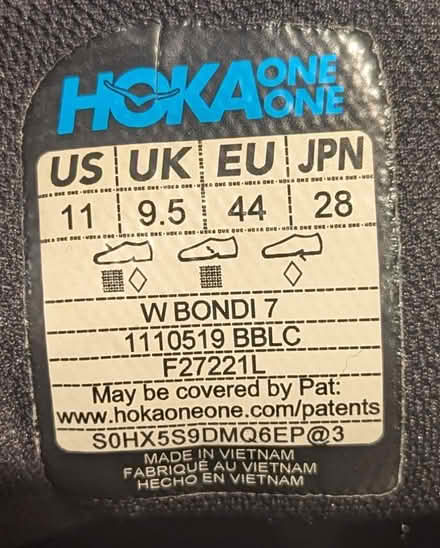 HOKA ONE ONE
US UK EU JPN
11 9.5 44 28
W BONDI 7
1110519 BBLC
F27221L
May be covered by Pat:
www.hokaoneone.com/patents
S0HX5S9DMQ6EP@3
MADE IN VIETNAM
FABRIQUÉ AU VIETNAM
HECHO EN VIETNAM